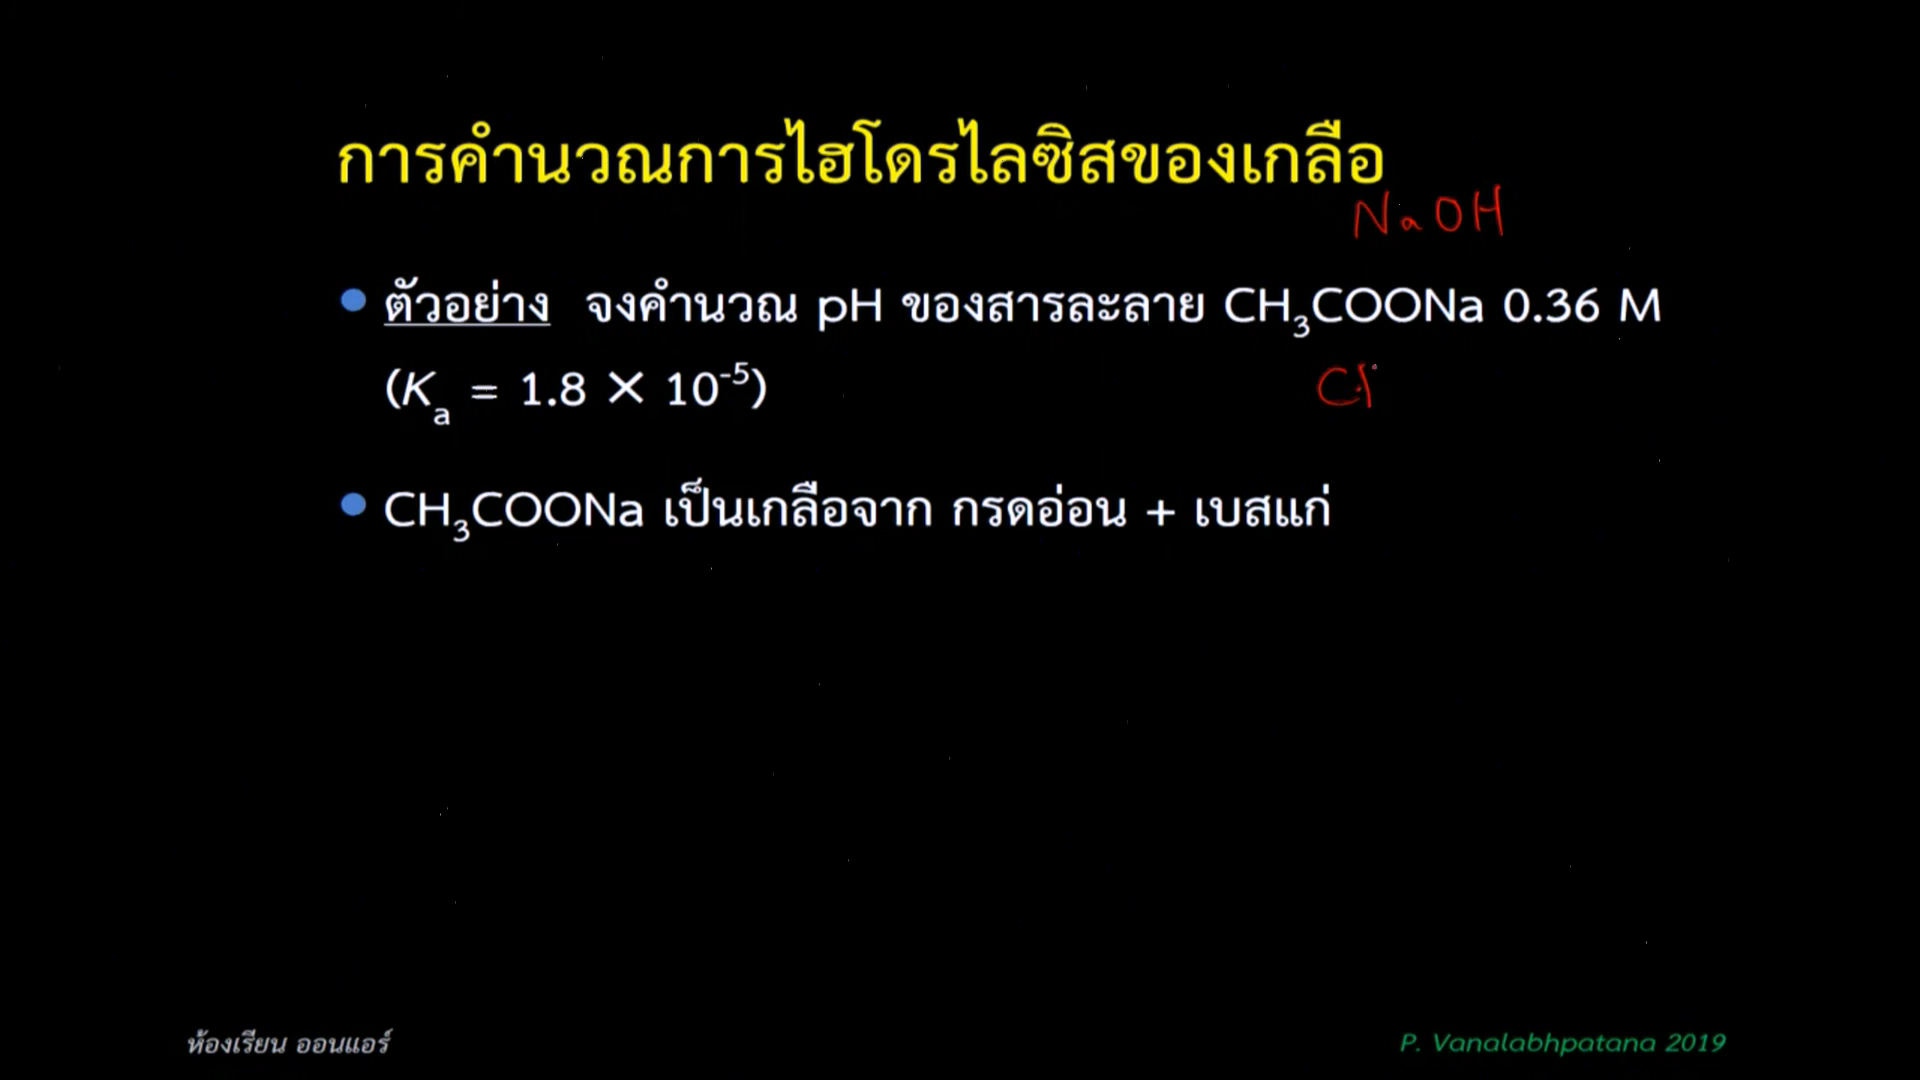 การคำนวณการไฮโดรไลซิสของเกลือ
NaOH
ตัวอย่าง จงคำนวณ pH ของสารละลาย CH₃COONa 0.36 M
(Kₐ = 1.8 × 10⁻⁵)
CH
CH₃COONa เป็นเกลือจาก กรดอ่อน + เบสแก่
ห้องเรียน ออนแอร์
P. Vanalabhpatana 2019